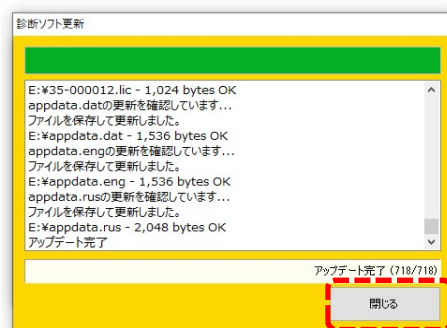 診断ソフト更新
E:¥35-000012.lic - 1,024 bytes OK
appdata.datの更新を確認しています...
ファイルを保存して更新しました。
E:¥appdata.dat - 1,536 bytes OK
appdata.engの更新を確認しています...
ファイルを保存して更新しました。
E:¥appdata.eng - 1,536 bytes OK
appdata.rusの更新を確認しています...
ファイルを保存して更新しました。
E:¥appdata.rus - 2,048 bytes OK
アップデート完了
アップデート完了 (718/718)
閉じる